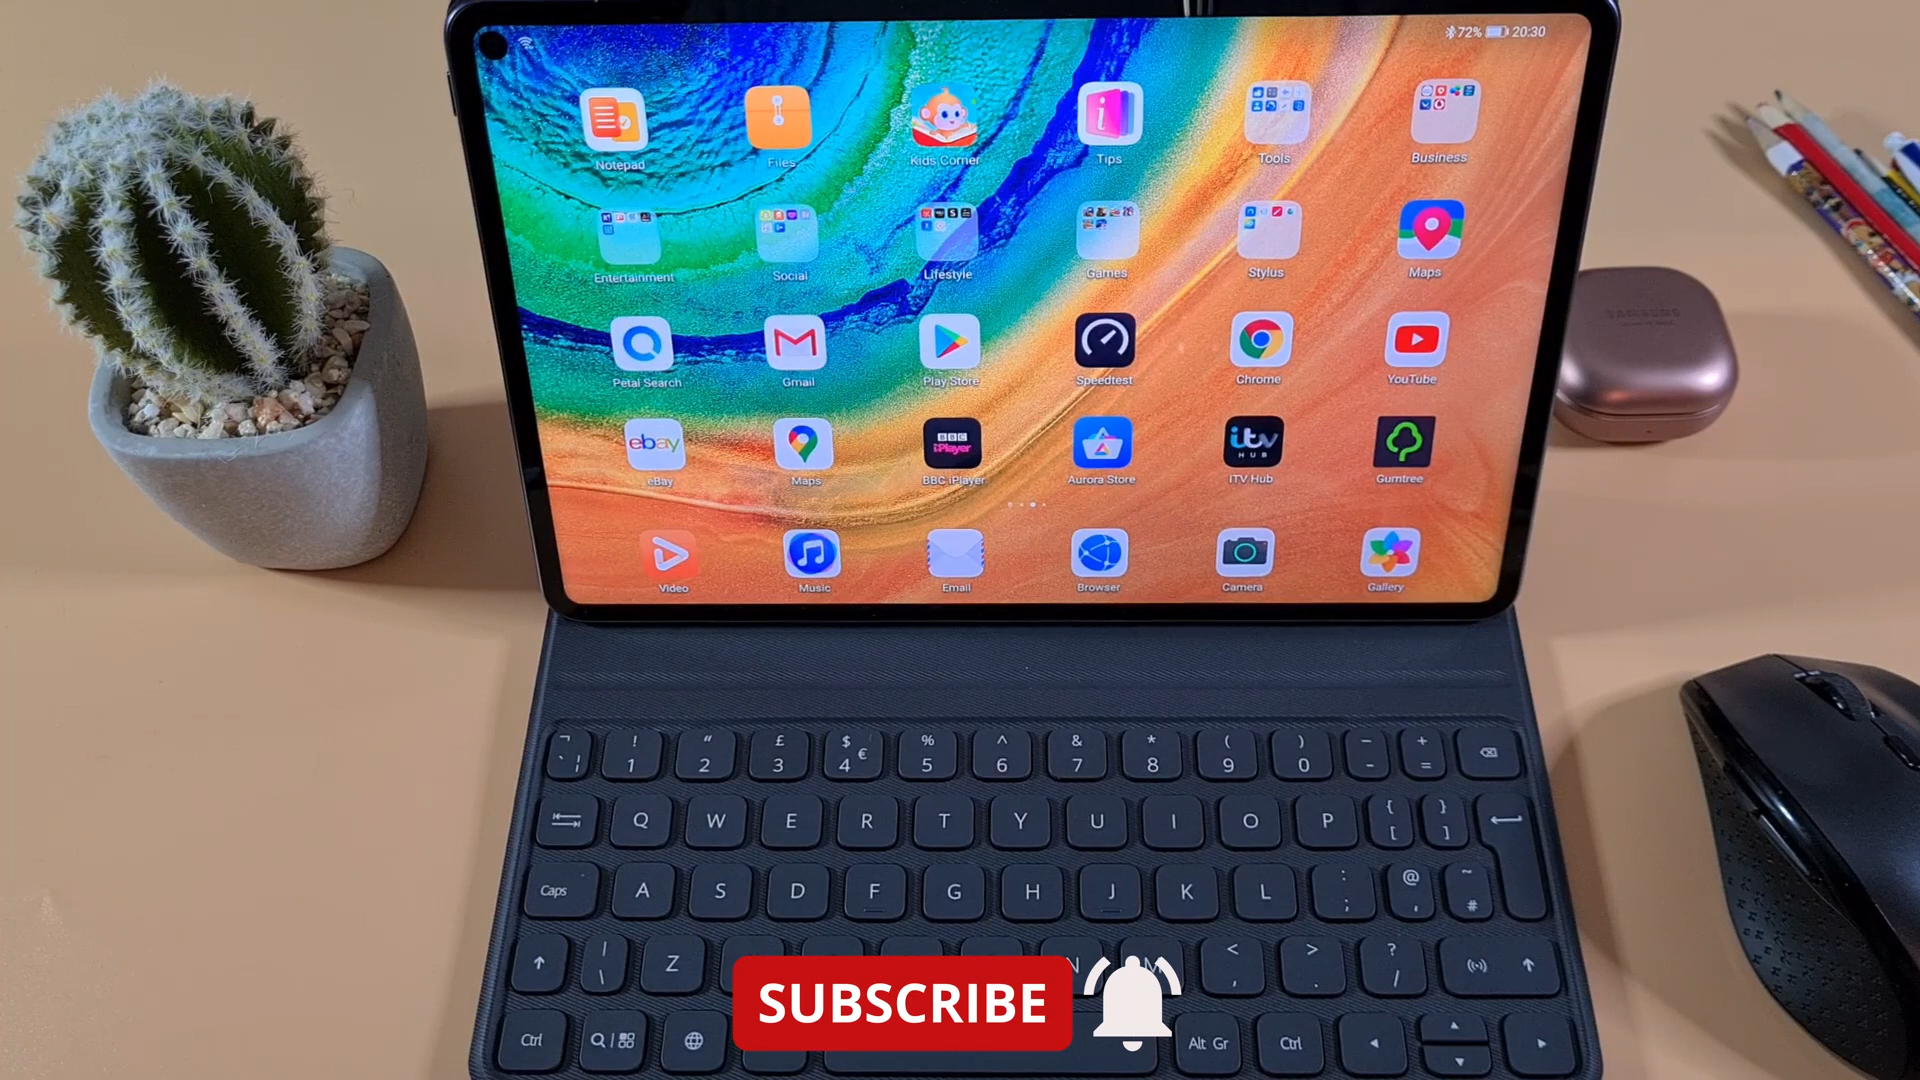 72% 20:30
Notepad Files Kids Corner Tips Tools Business
Entertainment Social Lifestyle Games Stylus Maps
Petal Search Gmail Play Store Speedtest Chrome YouTube
ebay BBC iPlayer itv HUB
eBay Maps BBC iPlayer Aurora Store ITV Hub Gumtree
Video Music Email Browser Camera Gallery
SAMSUNG
¬ ! " £ $ € % ^ & * ( ) _ +
` ¦ 1 2 3 4 5 6 7 8 9 0 - =
Q W E R T Y U I O P { [ } ]
Caps A S D F G H J K L : ; @ ' ~ #
| \ Z N M < , > . ? /
SUBSCRIBE
Ctrl Alt Gr Ctrl